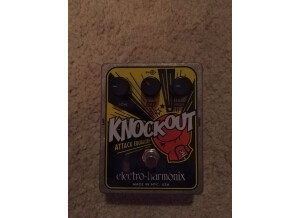 KNOCKOUT
ATTACK EQUALIZER
electro-harmonix
MADE IN NYC, USA